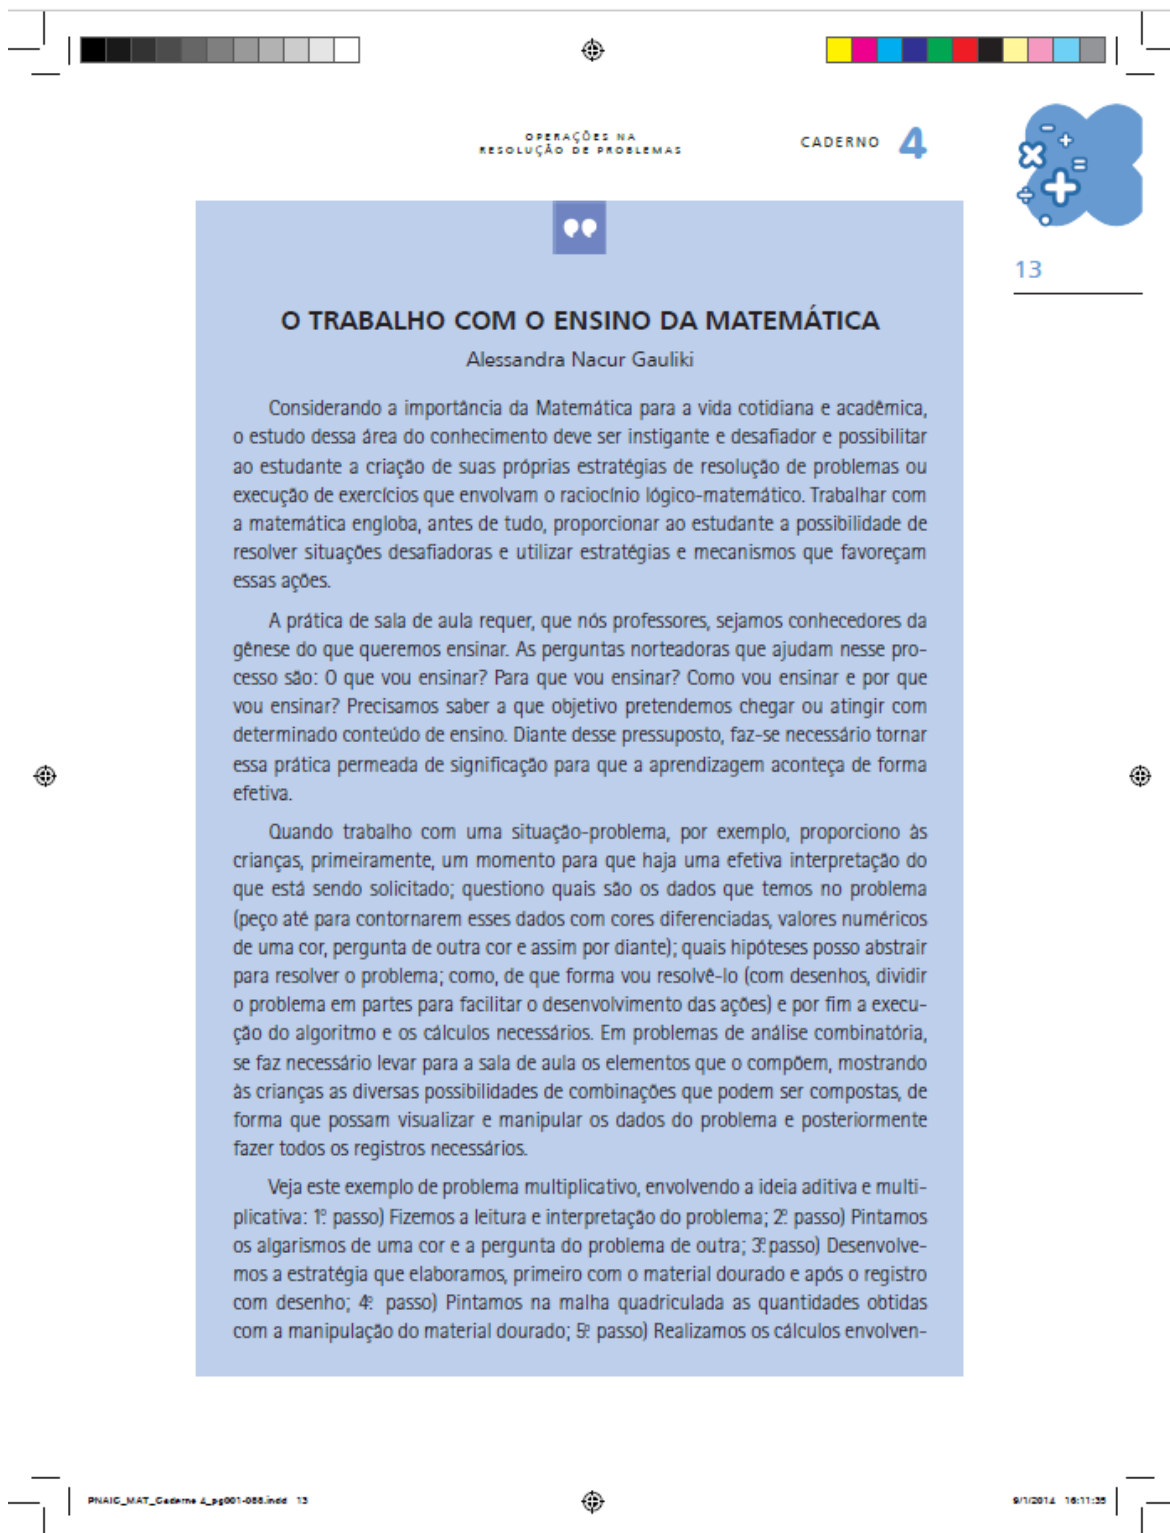 OPERAÇÕES NA
RESOLUÇÃO DE PROBLEMAS
CADERNO 4
13
O TRABALHO COM O ENSINO DA MATEMÁTICA
Alessandra Nacur Gauliki
Considerando a importância da Matemática para a vida cotidiana e acadêmica,
o estudo dessa área do conhecimento deve ser instigante e desafiador e possibilitar
ao estudante a criação de suas próprias estratégias de resolução de problemas ou
execução de exercícios que envolvam o raciocínio lógico-matemático. Trabalhar com
a matemática engloba, antes de tudo, proporcionar ao estudante a possibilidade de
resolver situações desafiadoras e utilizar estratégias e mecanismos que favoreçam
essas ações.
A prática de sala de aula requer, que nós professores, sejamos conhecedores da
gênese do que queremos ensinar. As perguntas norteadoras que ajudam nesse pro-
cesso são: O que vou ensinar? Para que vou ensinar? Como vou ensinar e por que
vou ensinar? Precisamos saber a que objetivo pretendemos chegar ou atingir com
determinado conteúdo de ensino. Diante desse pressuposto, faz-se necessário tornar
essa prática permeada de significação para que a aprendizagem aconteça de forma
efetiva.
Quando trabalho com uma situação-problema, por exemplo, proporciono às
crianças, primeiramente, um momento para que haja uma efetiva interpretação do
que está sendo solicitado; questiono quais são os dados que temos no problema
(peço até para contornarem esses dados com cores diferenciadas, valores numéricos
de uma cor, pergunta de outra cor e assim por diante); quais hipóteses posso abstrair
para resolver o problema; como, de que forma vou resolvê-lo (com desenhos, dividir
o problema em partes para facilitar o desenvolvimento das ações) e por fim a execu-
ção do algoritmo e os cálculos necessários. Em problemas de análise combinatória,
se faz necessário levar para a sala de aula os elementos que o compõem, mostrando
às crianças as diversas possibilidades de combinações que podem ser compostas, de
forma que possam visualizar e manipular os dados do problema e posteriormente
fazer todos os registros necessários.
Veja este exemplo de problema multiplicativo, envolvendo a ideia aditiva e multi-
plicativa: 1º passo) Fizemos a leitura e interpretação do problema; 2º passo) Pintamos
os algarismos de uma cor e a pergunta do problema de outra; 3º passo) Desenvolve-
mos a estratégia que elaboramos, primeiro com o material dourado e após o registro
com desenho; 4º passo) Pintamos na malha quadriculada as quantidades obtidas
com a manipulação do material dourado; 5º passo) Realizamos os cálculos envolven-
PNAIC_MAT_Caderno 4_pg001-088.indd 13
9/1/2014 16:11:35